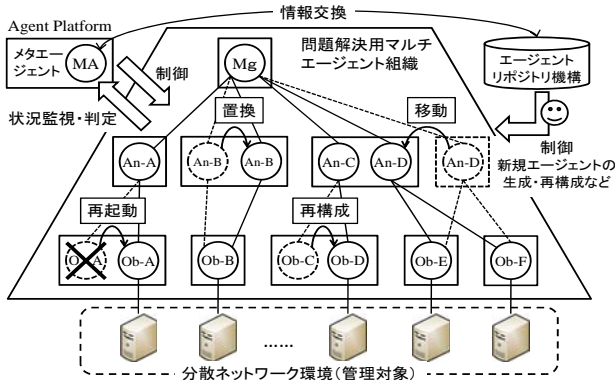 情報交換
Agent Platform
メタエー
ジェント
MA
制御
状況監視・判定
Mg
問題解決用マルチ
エージェント組織
エージェント
リポジトリ機構
置換
移動
制御
新規エージェントの
生成・再構成など
An-A
An-B
An-B
An-C
An-D
An-D
再起動
再構成
Ob-A
Ob-B
Ob-C
Ob-D
Ob-E
Ob-F
……
分散ネットワーク環境(管理対象)